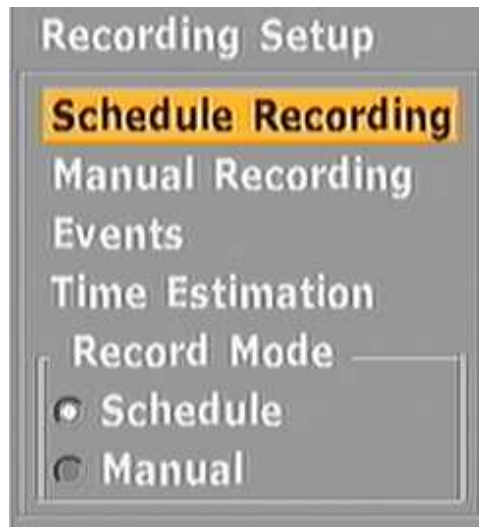 Recording Setup
Schedule Recording
Manual Recording
Events
Time Estimation
Record Mode
Schedule
Manual